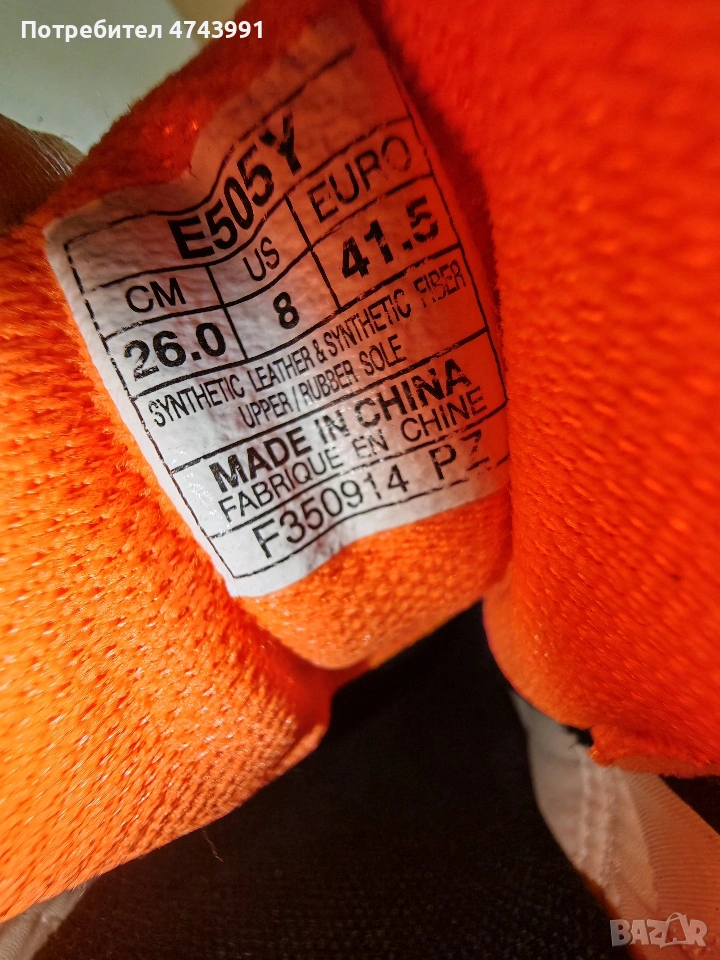 Потребител 4743991
E505Y
CM US EURO
26.0 8 41.5
SYNTHETIC LEATHER & SYNTHETIC FIBER
UPPER / RUBBER SOLE
MADE IN CHINA
FABRIQUE EN CHINE
F350914 PZ
BAZAR